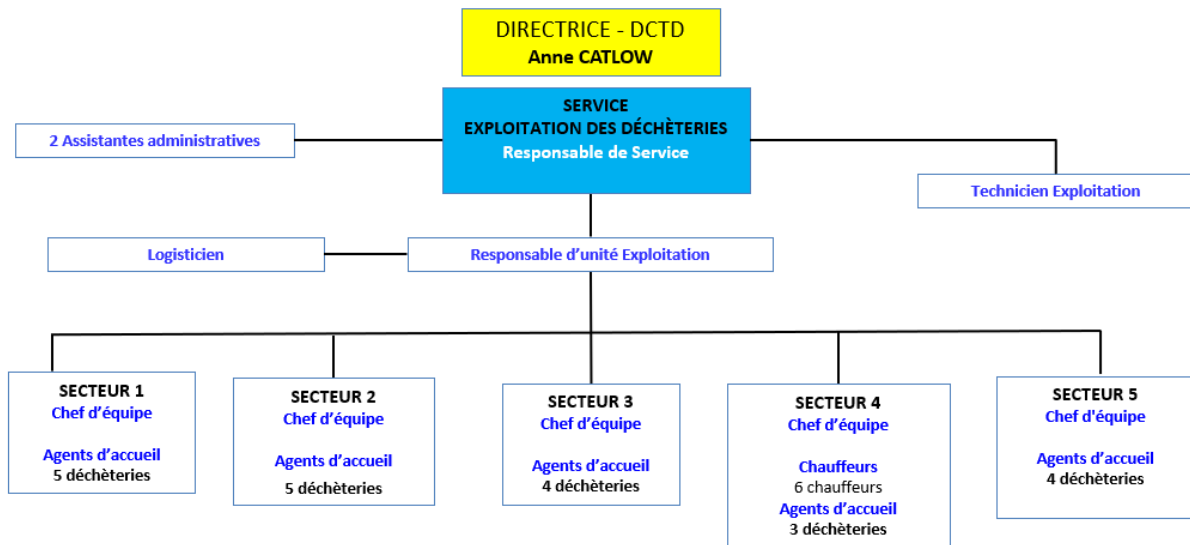 DIRECTRICE - DCTD
Anne CATLOW
SERVICE
EXPLOITATION DES DÉCHÈTERIES
Responsable de Service
2 Assistantes administratives
Technicien Exploitation
Logisticien
Responsable d’unité Exploitation
SECTEUR 1
Chef d’équipe
Agents d’accueil
5 déchèteries
SECTEUR 2
Chef d’équipe
Agents d’accueil
5 déchèteries
SECTEUR 3
Chef d’équipe
Agents d’accueil
4 déchèteries
SECTEUR 4
Chef d’équipe
Chauffeurs
6 chauffeurs
Agents d’accueil
3 déchèteries
SECTEUR 5
Chef d'équipe
Agents d’accueil
4 déchèteries